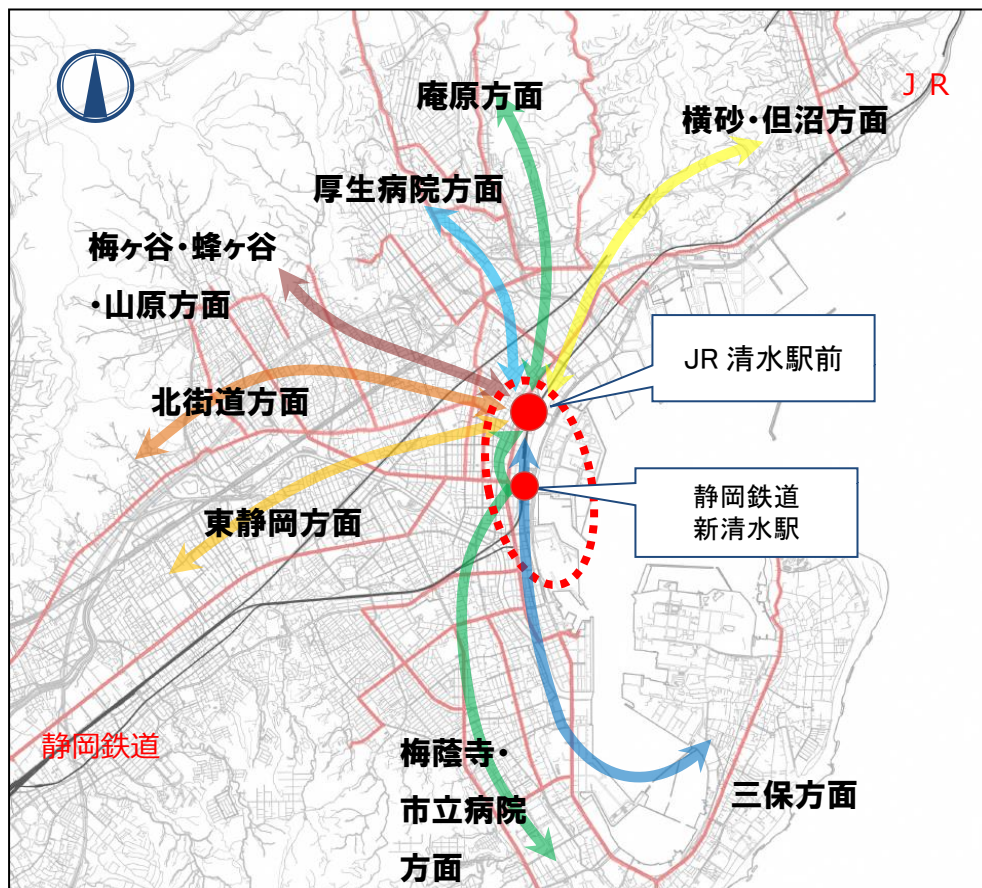 JR
庵原方面
横砂・但沼方面
厚生病院方面
梅ヶ谷・蜂ヶ谷
・山原方面
JR 清水駅前
北街道方面
静岡鉄道
新清水駅
東静岡方面
静岡鉄道
梅蔭寺・
市立病院
方面
三保方面